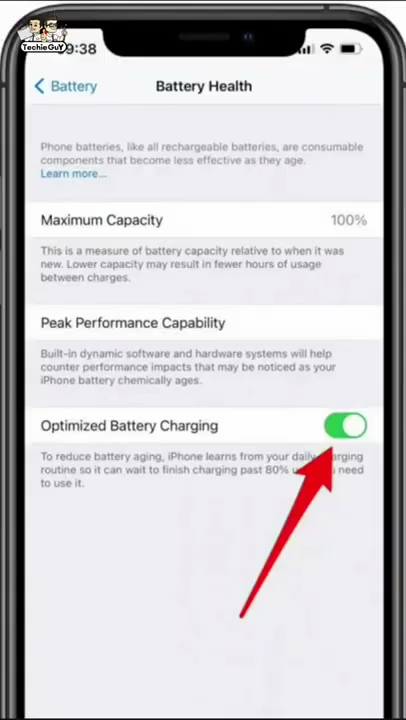 Techie GuY
9:38
Battery
Battery Health
Phone batteries, like all rechargeable batteries, are consumable
components that become less effective as they age.
Learn more...
Maximum Capacity 100%
This is a measure of battery capacity relative to when it was
new. Lower capacity may result in fewer hours of usage
between charges.
Peak Performance Capability
Built-in dynamic software and hardware systems will help
counter performance impacts that may be noticed as your
iPhone battery chemically ages.
Optimized Battery Charging
To reduce battery aging, iPhone learns from your daily charging
routine so it can wait to finish charging past 80% need
to use it.